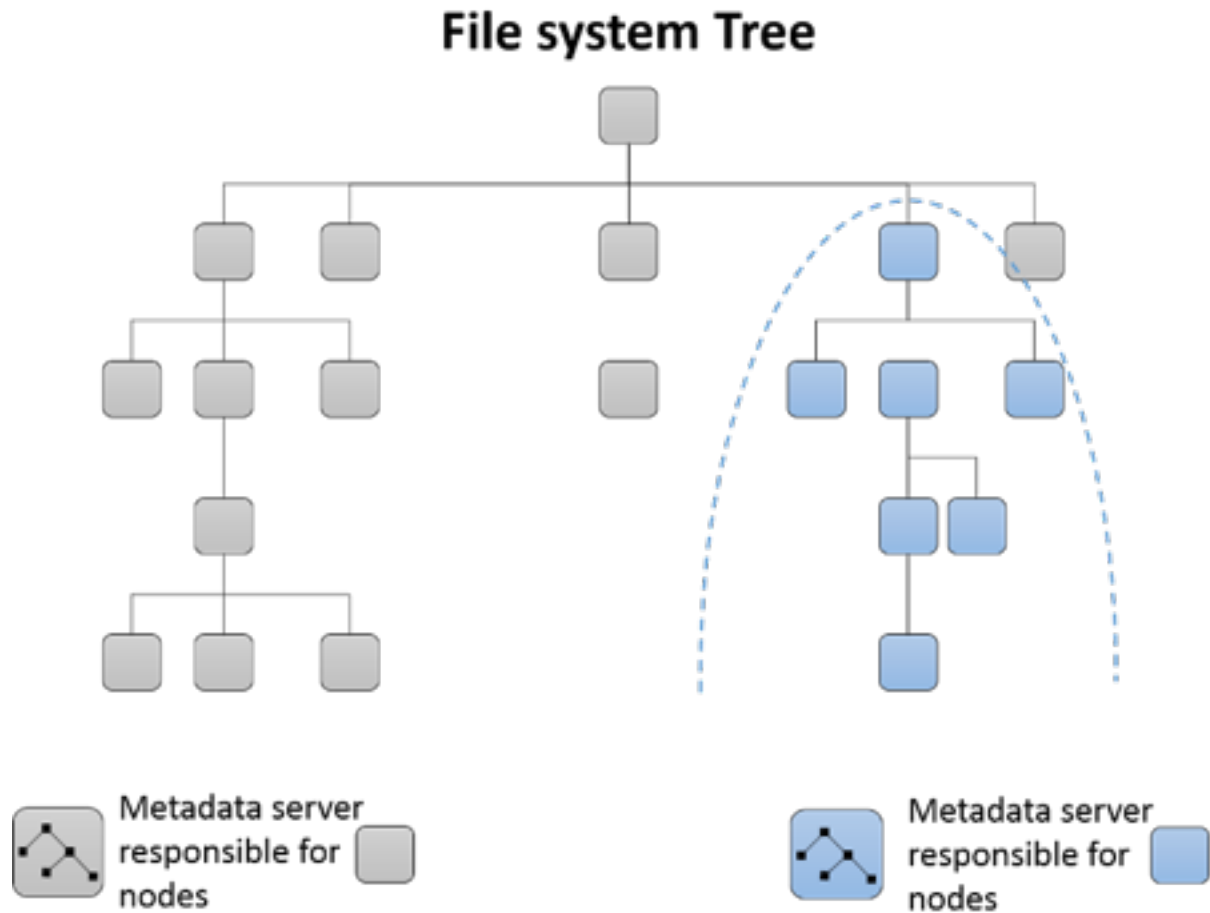 File system Tree
Metadata server
responsible for
nodes
Metadata server
responsible for
nodes